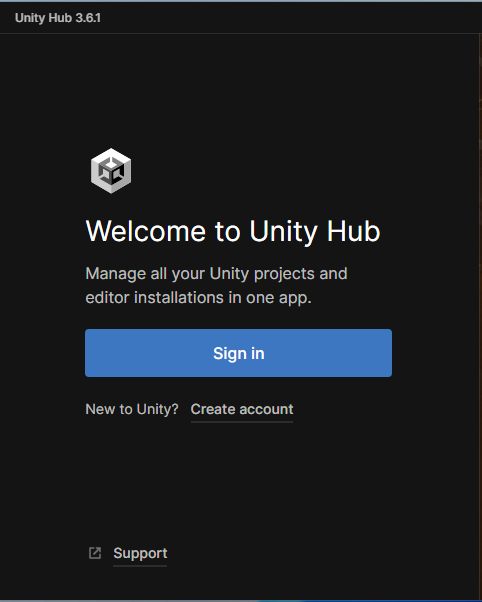 Unity Hub 3.6.1
Welcome to Unity Hub
Manage all your Unity projects and
editor installations in one app.
Sign in
New to Unity? Create account
Support